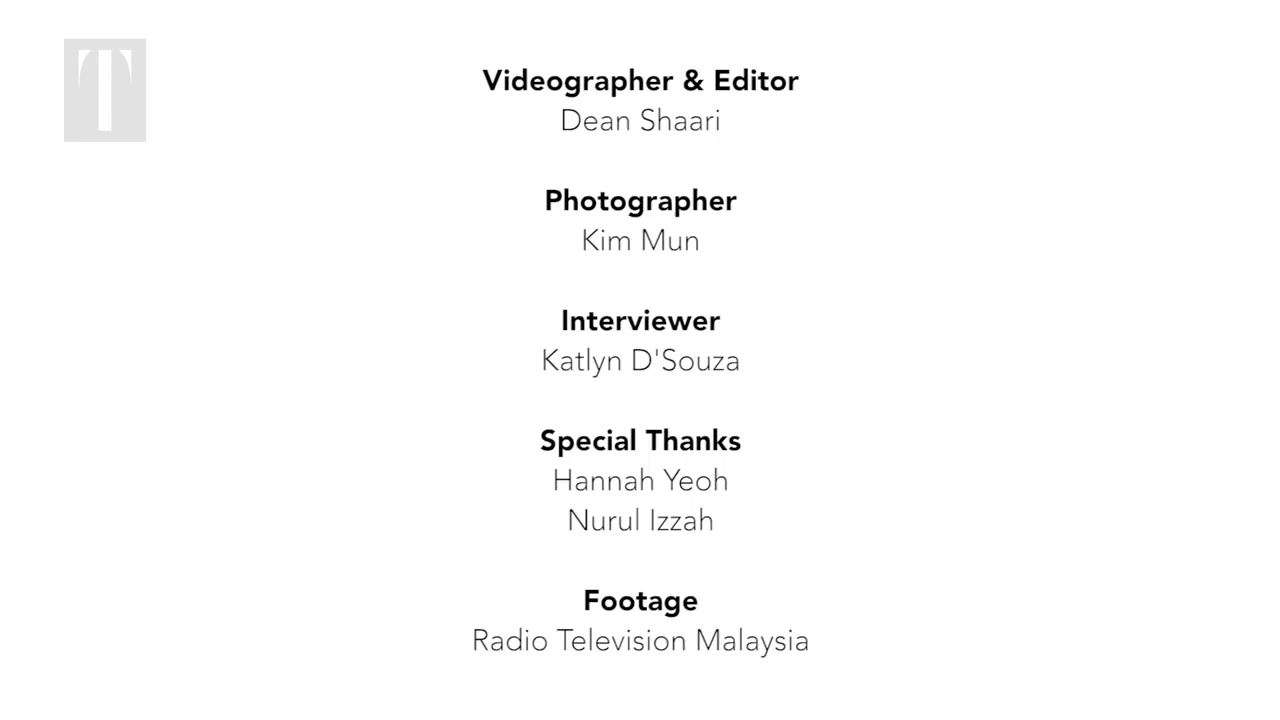 T
Videographer & Editor
Dean Shaari
Photographer
Kim Mun
Interviewer
Katlyn D'Souza
Special Thanks
Hannah Yeoh
Nurul Izzah
Footage
Radio Television Malaysia